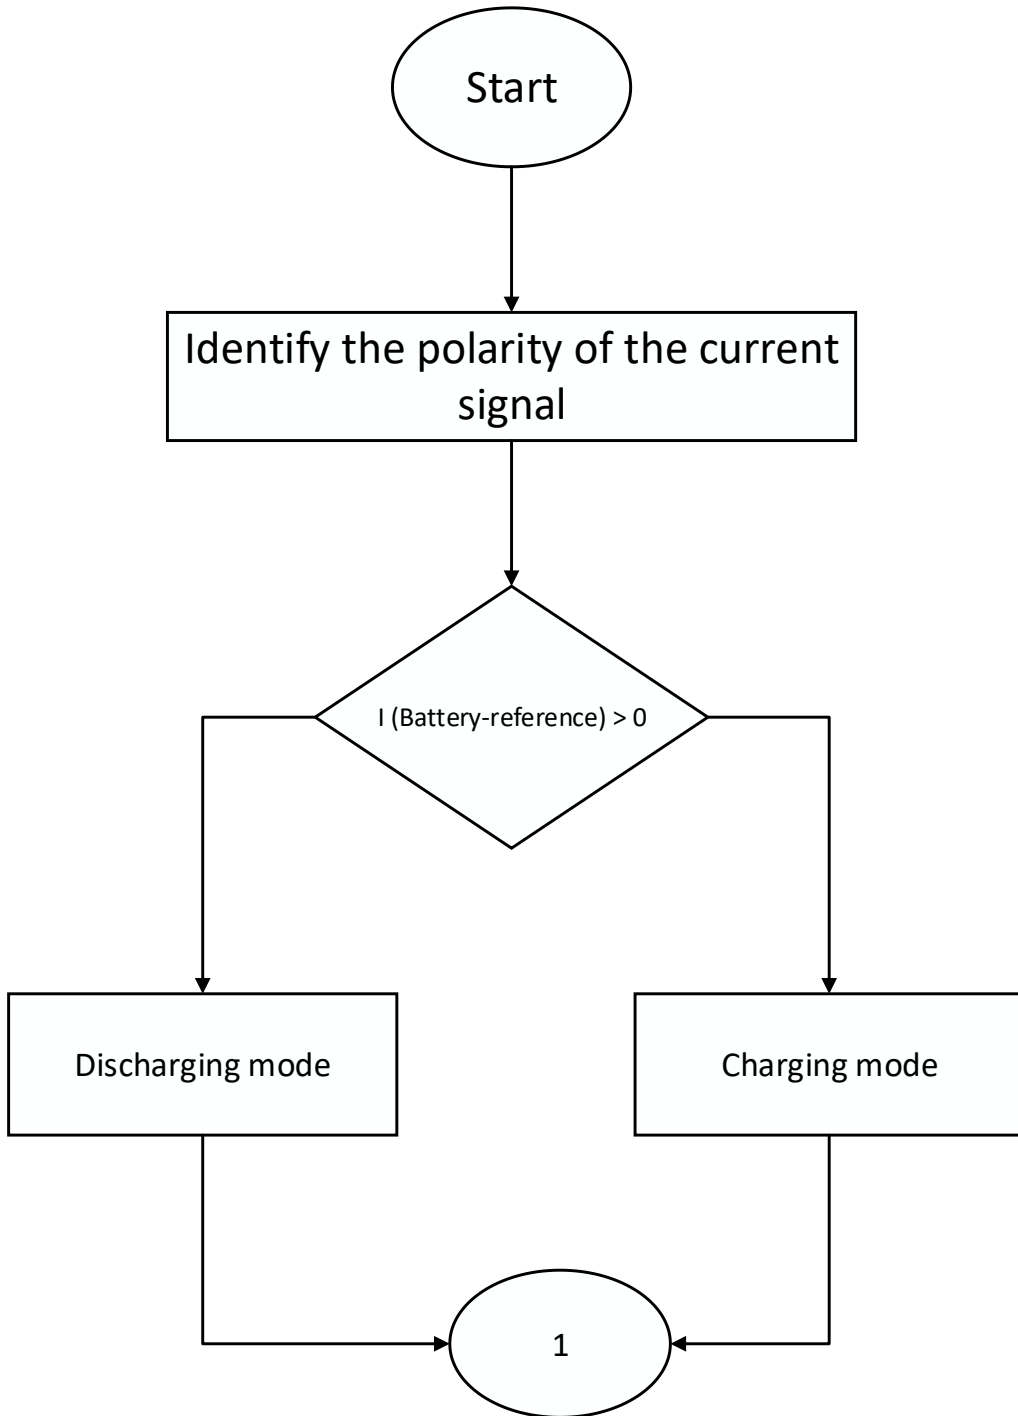 Start
Identify the polarity of the current
signal
I (Battery-reference) > 0
Discharging mode
Charging mode
1